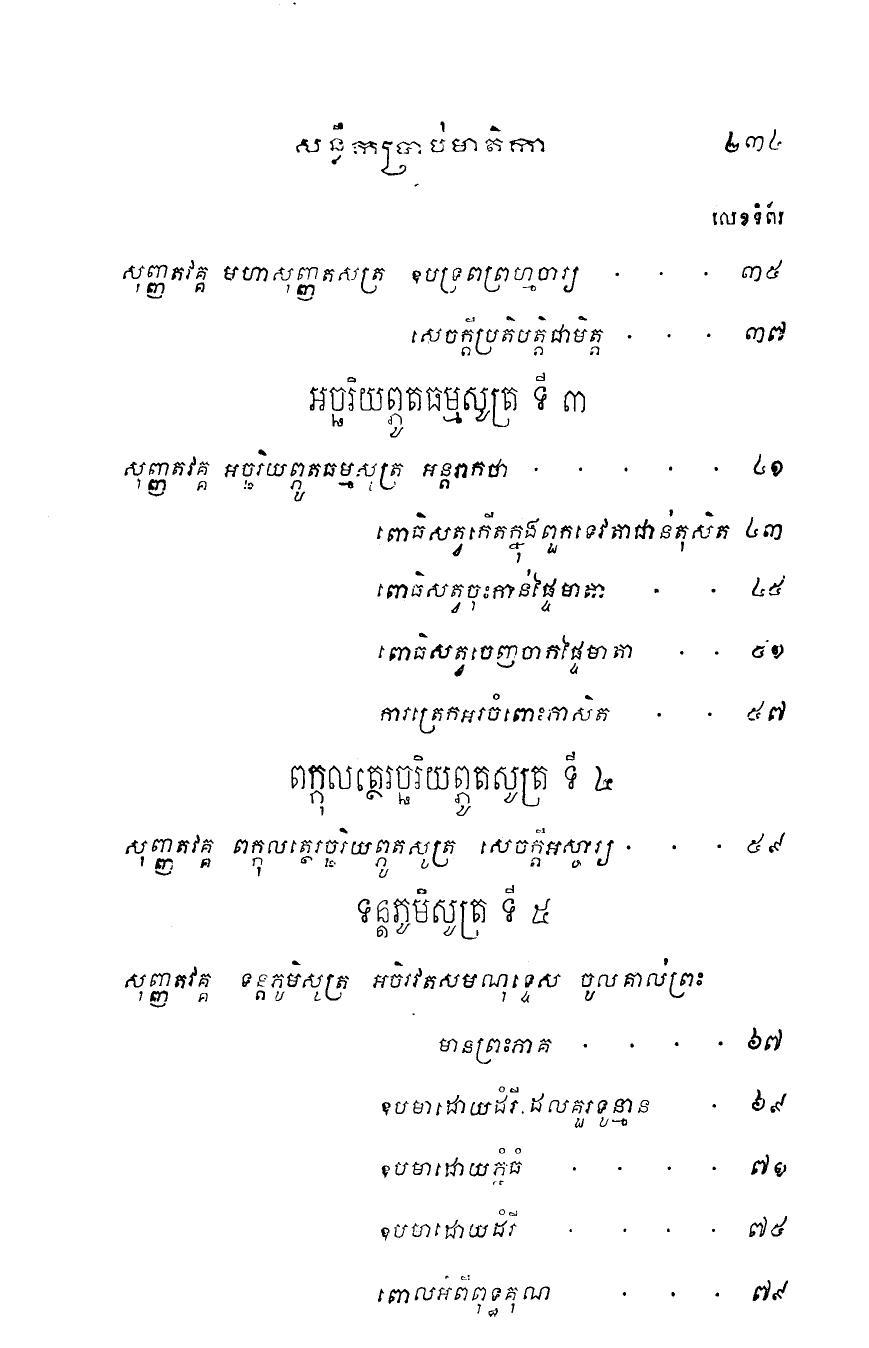 សន្លឹកប្រាប់មាតិកា ២៣៤
លេខទំព័រ
សុញ្ញតវគ្គ មហាសុញ្ញតសូត្រ ឧបទ្រពព្រហ្មចារ្យ . . . ៣៥
សេចក្តីប្រតិបត្តិជាមិត្ត . . . ៣៧
អច្ឆរិយព្ភូតធម្មសូត្រ ទី ៣
សុញ្ញតវគ្គ អច្ឆរិយព្ភូតធម្មសូត្រ អន្តរាកថា . . . . . ៤១
ពោធិសត្វកើតក្នុងពួកទេវតាជាន់តុសិត ៤៣
ពោធិសត្វចុះកាន់ផ្ទៃមាតា . . ៤៥
ពោធិសត្វចេញចាកផ្ទៃមាតា . . ៥១
ការត្រេកអរចំពោះភាសិត . . ៥៧
ពក្កុលត្ថេរច្ឆរិយព្ភូតសូត្រ ទី ៤
សុញ្ញតវគ្គ ពក្កុលត្ថេរច្ឆរិយព្ភូតសូត្រ សេចក្តីអស្ចារ្យ . . . ៥៩
ទន្តភូមិសូត្រ ទី ៥
សុញ្ញតវគ្គ ទន្តភូមិសូត្រ អចិរវតសមណុទ្ទេស ចូលគាល់ព្រះ
មានព្រះភាគ . . . . ៦៧
ឧបមាដោយដំរី.ដលគួរទូន្មាន . ៦៩
ឧបមាដោយភ្នំធំ . . . . ៧១
ឧបមាដោយដំរី . . . . ៧៥
ពោលអំពីពុទ្ធគុណ . . . ៧៩